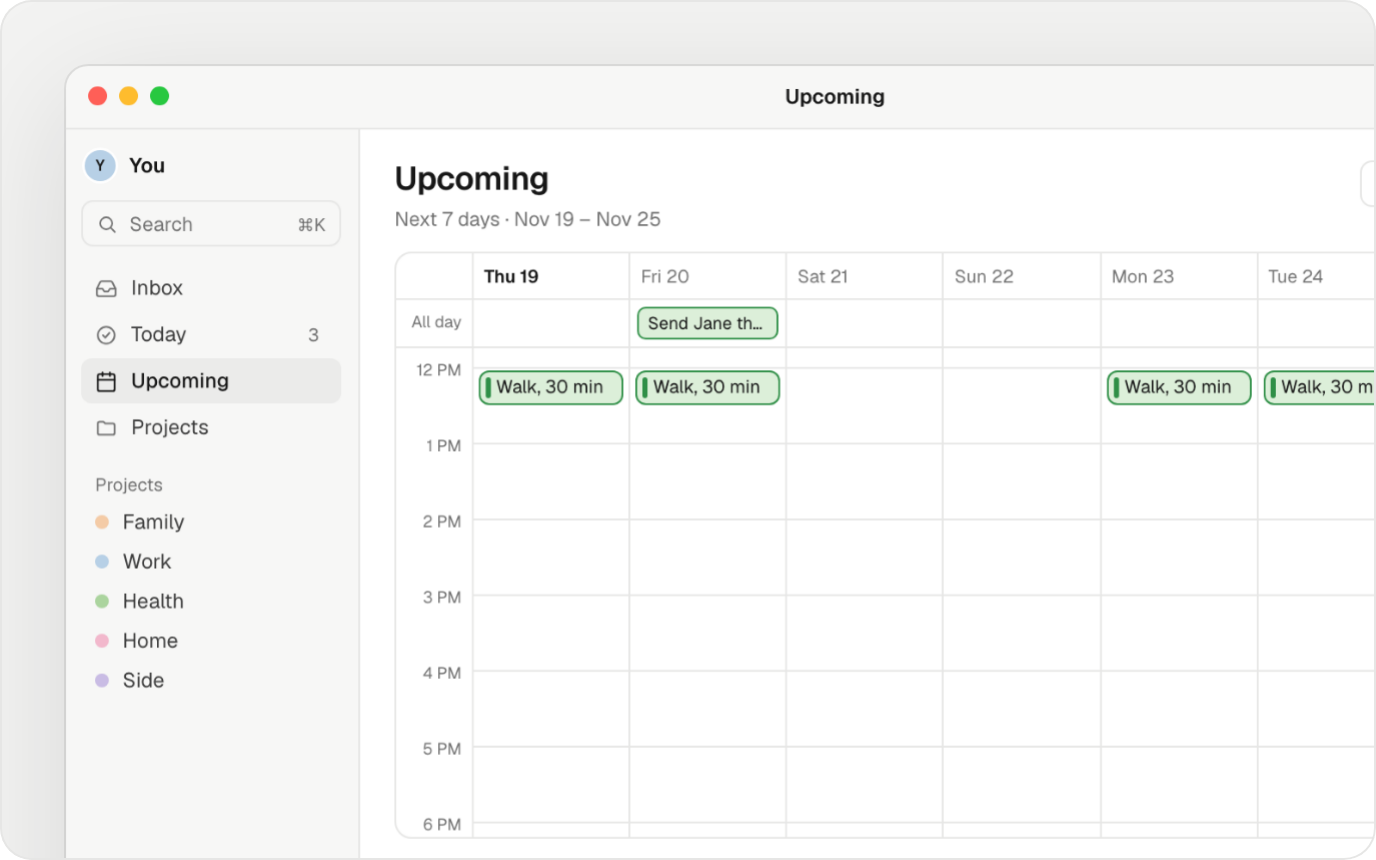 Upcoming
Y You
Search ⌘K
Inbox
Today 3
Upcoming
Projects
Projects
Family
Work
Health
Home
Side
Upcoming
Next 7 days · Nov 19 – Nov 25
Thu 19 Fri 20 Sat 21 Sun 22 Mon 23 Tue 24
All day Send Jane th...
12 PM
Walk, 30 min Walk, 30 min Walk, 30 min Walk, 30 m
1 PM
2 PM
3 PM
4 PM
5 PM
6 PM